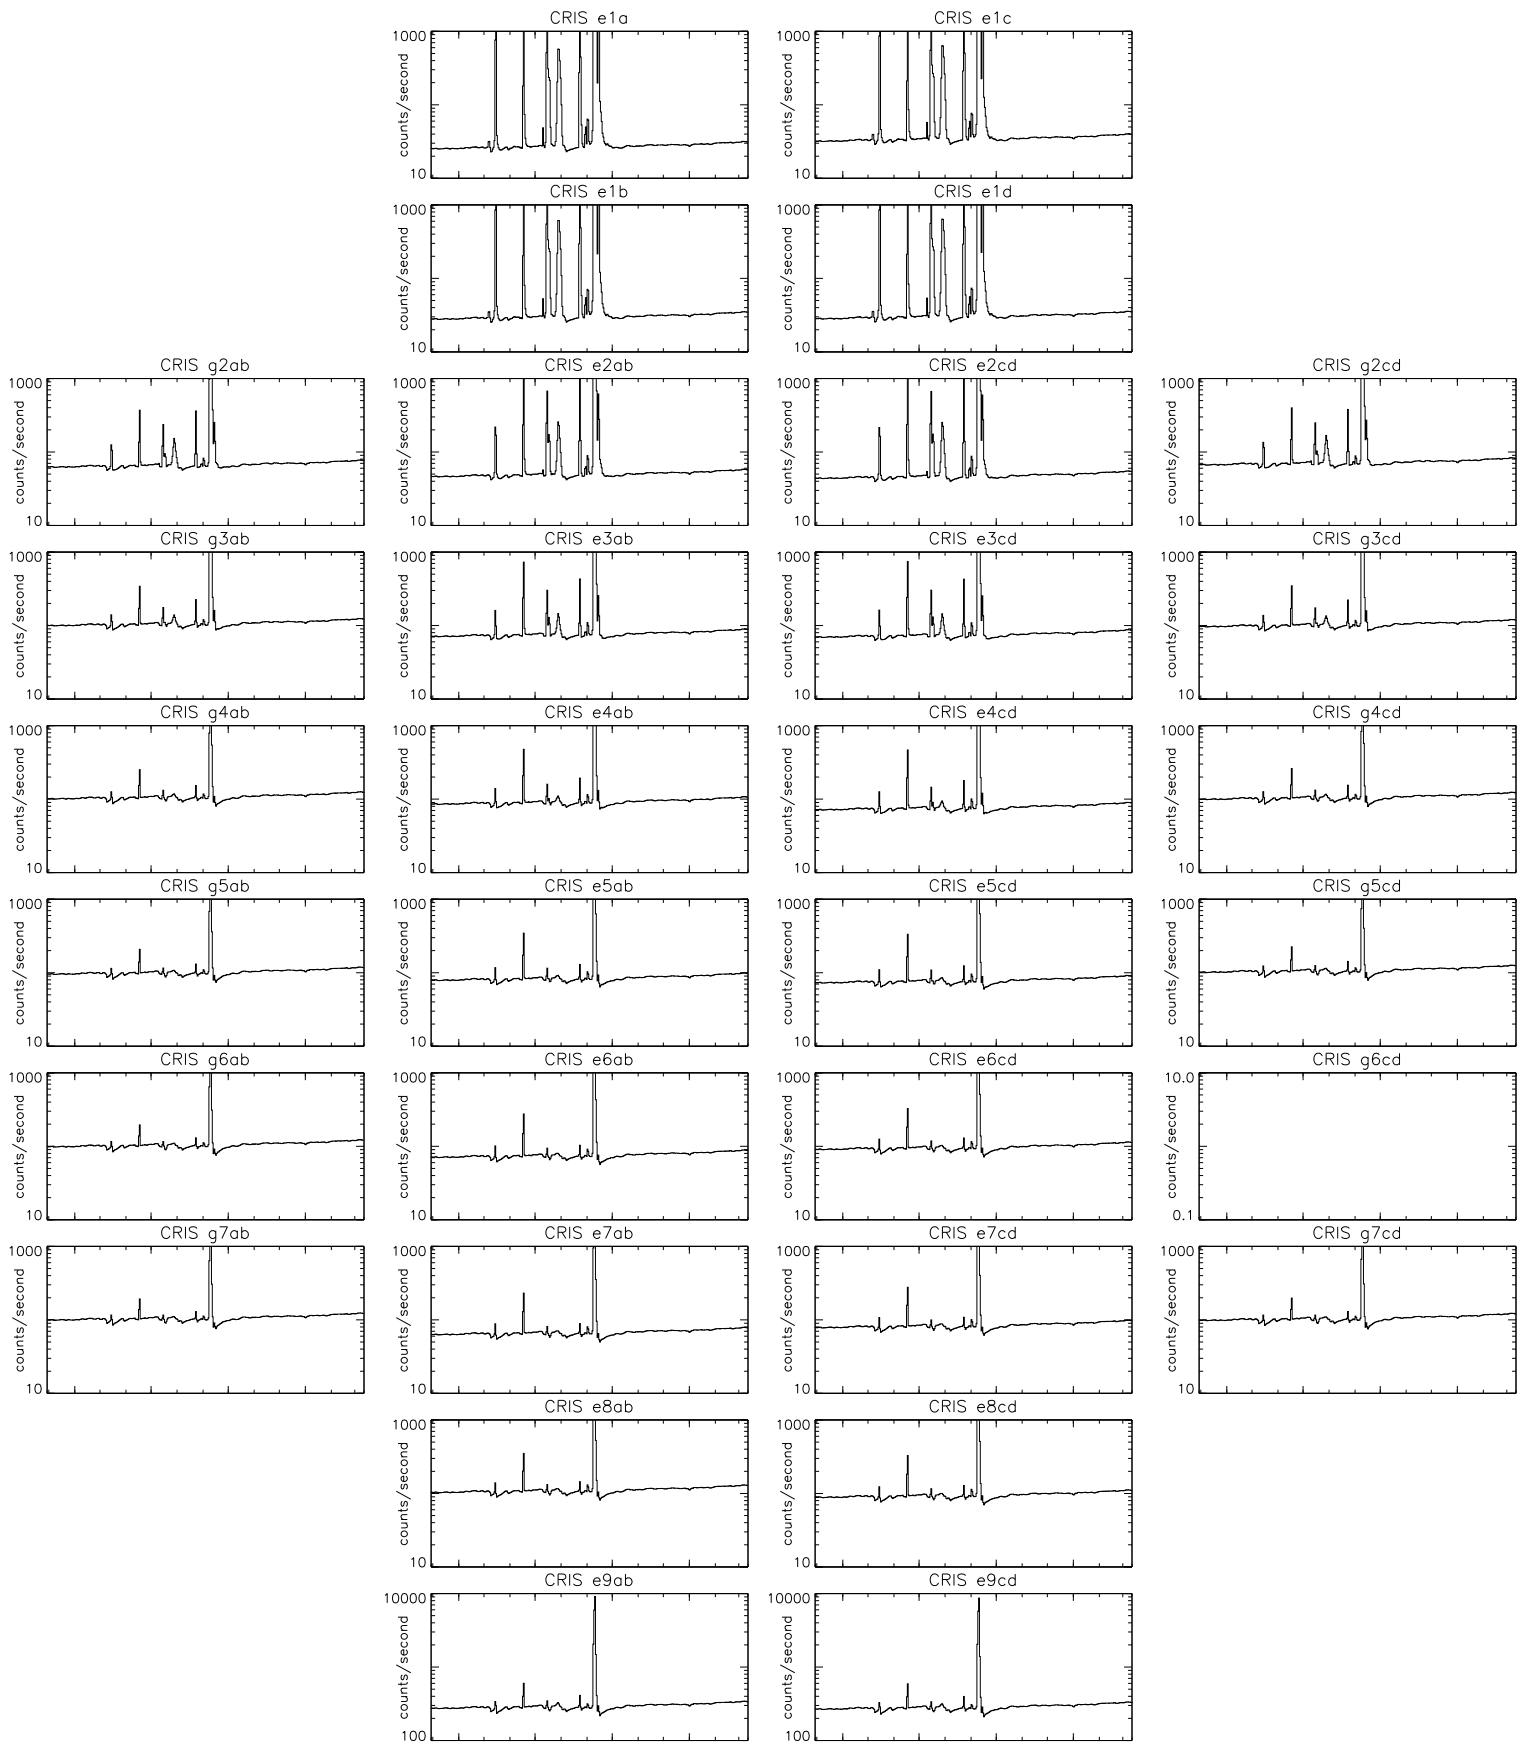 CRIS e1a
CRIS e1c
1000
counts/second
10
1000
counts/second
10
CRIS e1b
CRIS e1d
1000
counts/second
10
1000
counts/second
10
CRIS g2ab
CRIS e2ab
CRIS e2cd
CRIS g2cd
1000
counts/second
10
1000
counts/second
10
1000
counts/second
10
1000
counts/second
10
CRIS g3ab
CRIS e3ab
CRIS e3cd
CRIS g3cd
1000
counts/second
10
1000
counts/second
10
1000
counts/second
10
1000
counts/second
10
CRIS g4ab
CRIS e4ab
CRIS e4cd
CRIS g4cd
1000
counts/second
10
1000
counts/second
10
1000
counts/second
10
1000
counts/second
10
CRIS g5ab
CRIS e5ab
CRIS e5cd
CRIS g5cd
1000
counts/second
10
1000
counts/second
10
1000
counts/second
10
1000
counts/second
10
CRIS g6ab
CRIS e6ab
CRIS e6cd
CRIS g6cd
1000
counts/second
10
1000
counts/second
10
1000
counts/second
10
10.0
counts/second
0.1
CRIS g7ab
CRIS e7ab
CRIS e7cd
CRIS g7cd
1000
counts/second
10
1000
counts/second
10
1000
counts/second
10
1000
counts/second
10
CRIS e8ab
CRIS e8cd
1000
counts/second
10
1000
counts/second
10
CRIS e9ab
CRIS e9cd
10000
counts/second
100
10000
counts/second
100